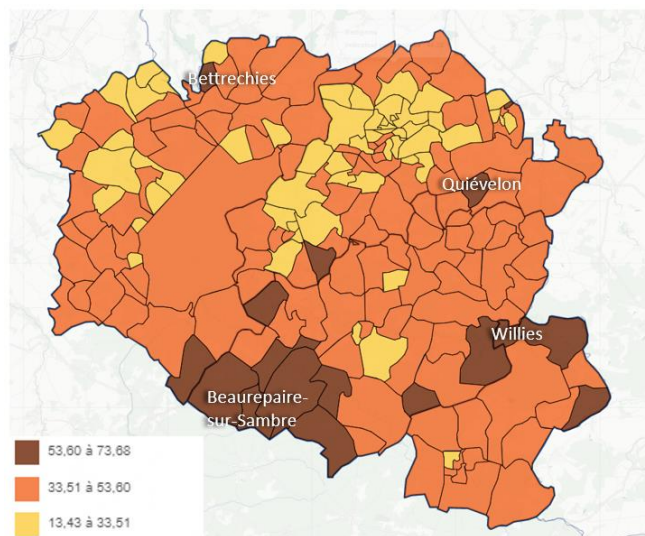 Bettrechies
Quiévelon
Willies
Beaurepaire-
sur-Sambre
53,60 à 73,68
33,51 à 53,60
13,43 à 33,51